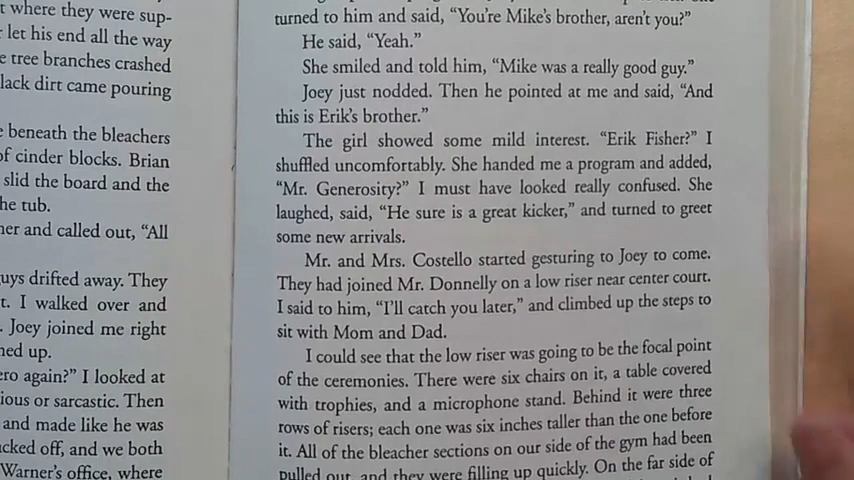 t where they were sup-
let his end all the way
e tree branches crashed
lack dirt came pouring
e beneath the bleachers
of cinder blocks. Brian
slid the board and the
he tub.
ner and called out, “All
uys drifted away. They
t. I walked over and
. Joey joined me right
ned up.
ero again?” I looked at
ious or sarcastic. Then
and made like he was
cked off, and we both
Warner’s office, where
turned to him and said, “You’re Mike’s brother, aren’t you?”
He said, “Yeah.”
She smiled and told him, “Mike was a really good guy.”
Joey just nodded. Then he pointed at me and said, “And
this is Erik’s brother.”
The girl showed some mild interest. “Erik Fisher?” I
shuffled uncomfortably. She handed me a program and added,
“Mr. Generosity?” I must have looked really confused. She
laughed, said, “He sure is a great kicker,” and turned to greet
some new arrivals.
Mr. and Mrs. Costello started gesturing to Joey to come.
They had joined Mr. Donnelly on a low riser near center court.
I said to him, “I’ll catch you later,” and climbed up the steps to
sit with Mom and Dad.
I could see that the low riser was going to be the focal point
of the ceremonies. There were six chairs on it, a table covered
with trophies, and a microphone stand. Behind it were three
rows of risers; each one was six inches taller than the one before
it. All of the bleacher sections on our side of the gym had been
pulled out, and they were filling up quickly. On the far side of